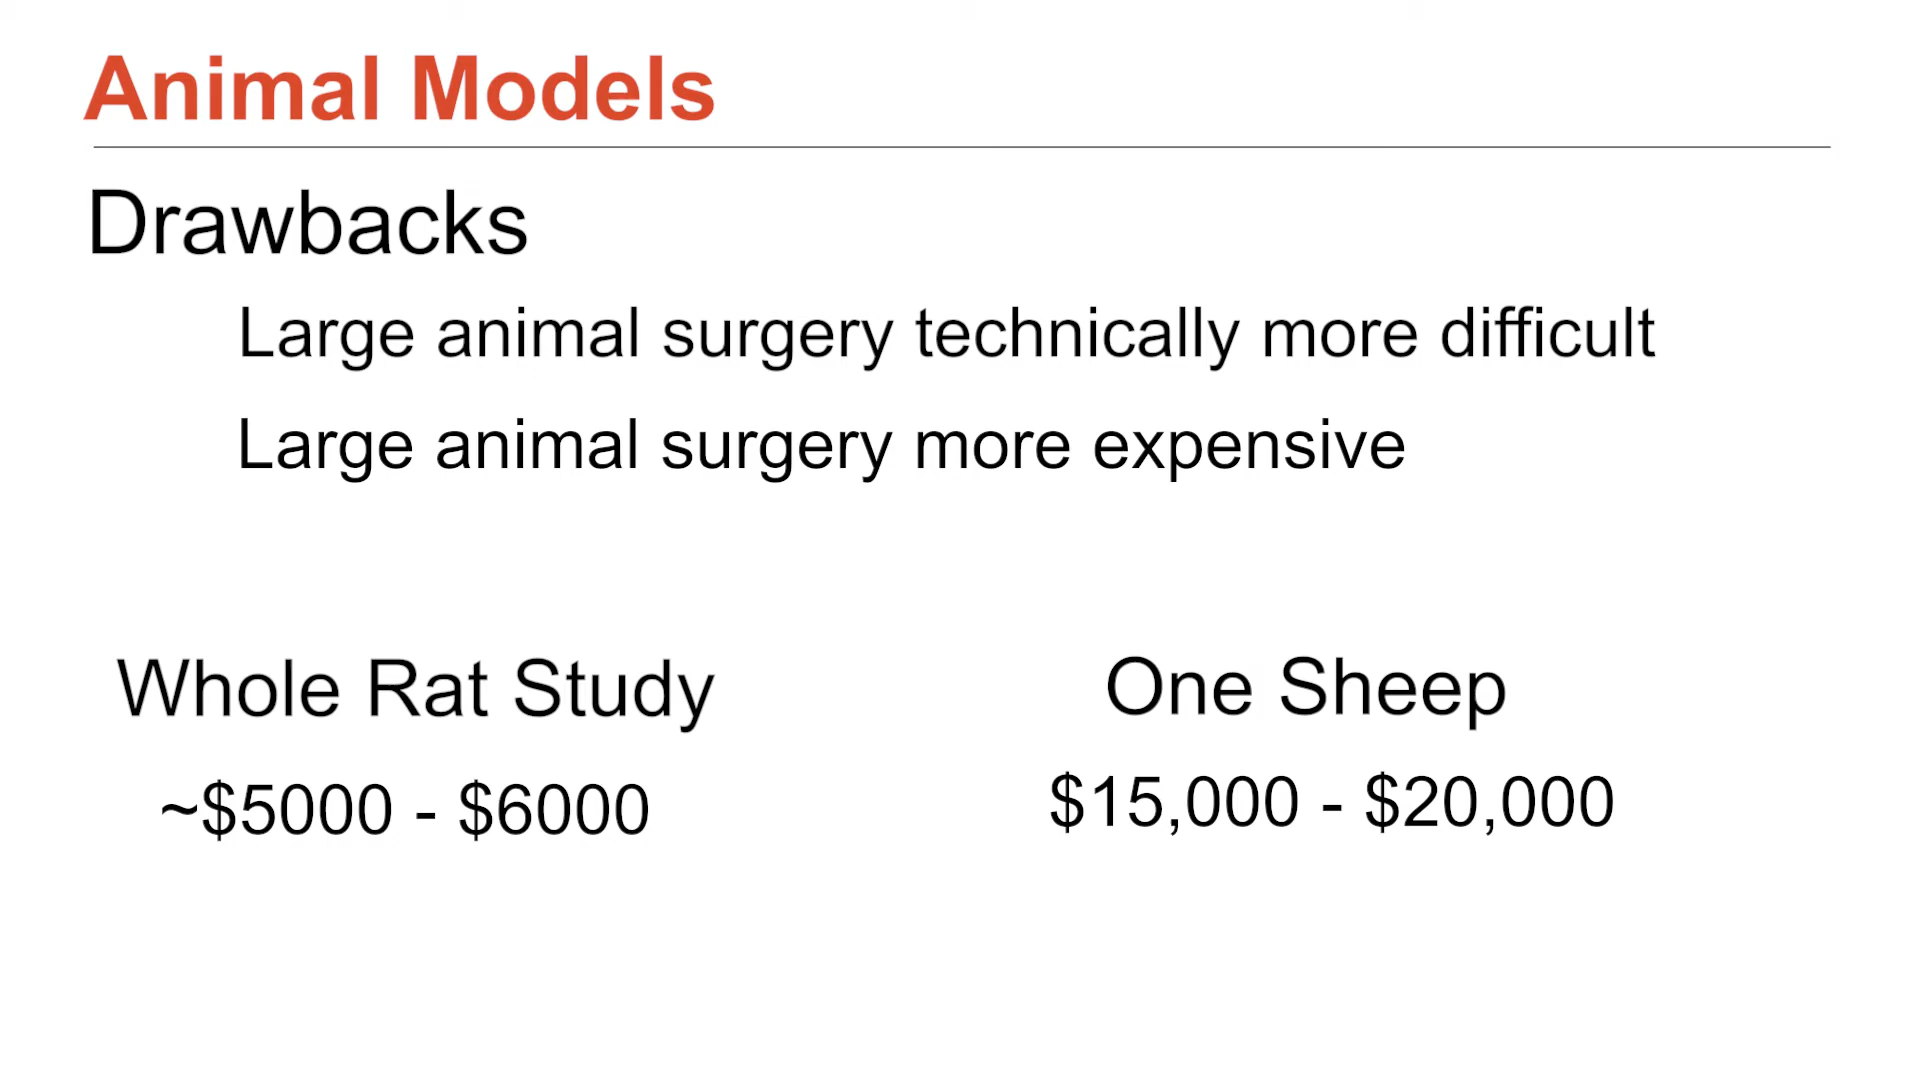 Animal Models
Drawbacks
Large animal surgery technically more difficult
Large animal surgery more expensive
Whole Rat Study
~$5000 - $6000
One Sheep
$15,000 - $20,000